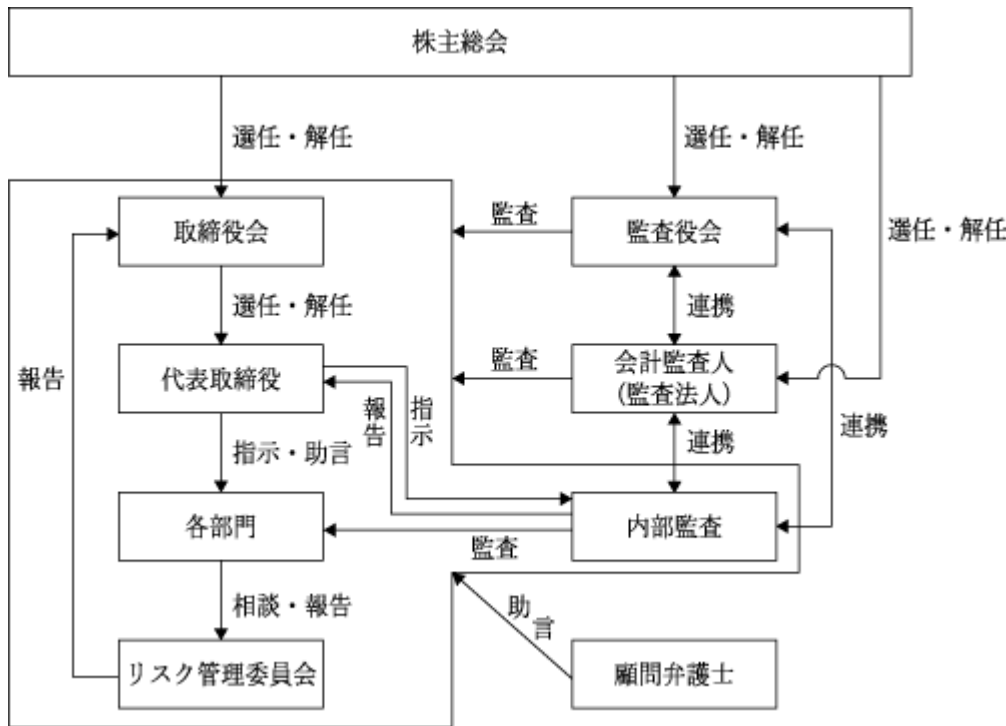 株主総会
選任・解任
選任・解任
選任・解任
取締役会
監査
監査役会
選任・解任
連携
報告
代表取締役
監査
会計監査人
(監査法人)
報告
指示
連携
指示・助言
連携
各部門
監査
内部監査
相談・報告
助言
リスク管理委員会
顧問弁護士